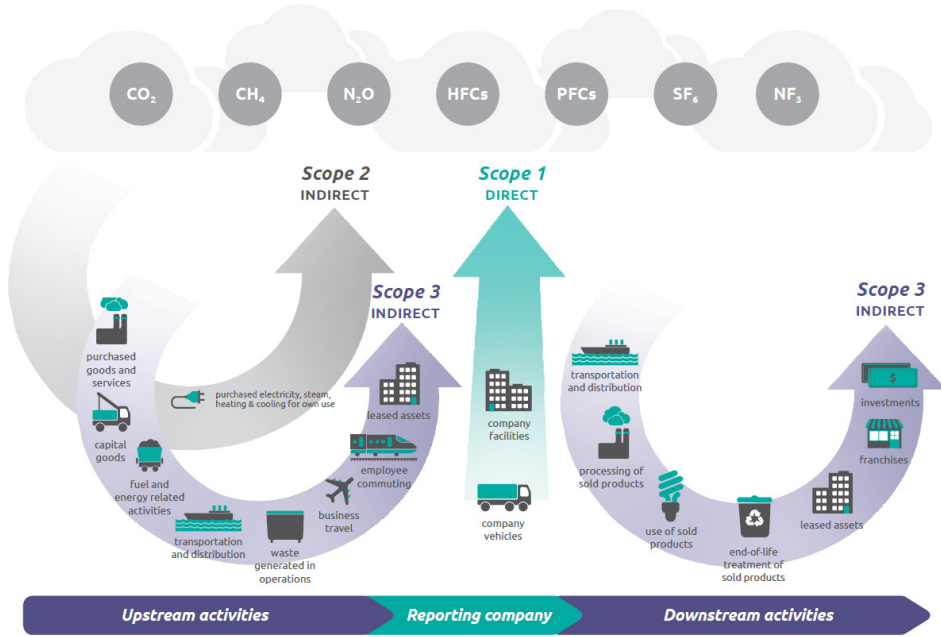 CO₂
CH₄
N₂O
HFCs
PFCs
SF₆
NF₃
Scope 2
INDIRECT
Scope 1
DIRECT
Scope 3
INDIRECT
Scope 3
INDIRECT
purchased
goods and
services
capital
goods
fuel and
energy related
activities
transportation
and distribution
waste
generated in
operations
business
travel
employee
commuting
leased assets
purchased electricity, steam,
heating & cooling for own use
company
facilities
company
vehicles
transportation
and distribution
processing of
sold products
use of sold
products
end-of-life
treatment of
sold products
leased assets
franchises
investments
$
Upstream activities
Reporting company
Downstream activities